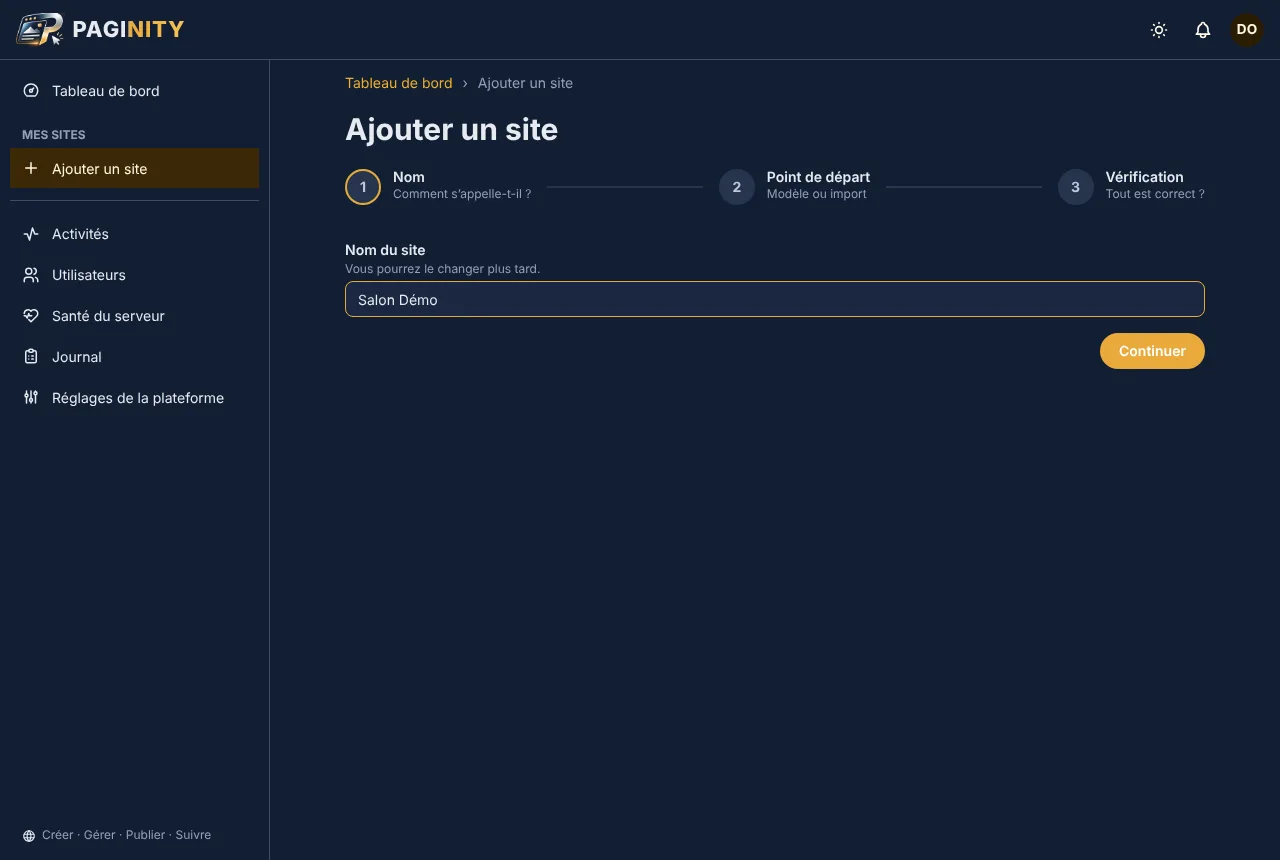 PAGINITY
DO
Tableau de bord
MES SITES
Ajouter un site
Activités
Utilisateurs
Santé du serveur
Journal
Réglages de la plateforme
Créer · Gérer · Publier · Suivre
Tableau de bord › Ajouter un site
Ajouter un site
1
Nom
Comment s’appelle-t-il ?
2
Point de départ
Modèle ou import
3
Vérification
Tout est correct ?
Nom du site
Vous pourrez le changer plus tard.
Salon Démo
Continuer